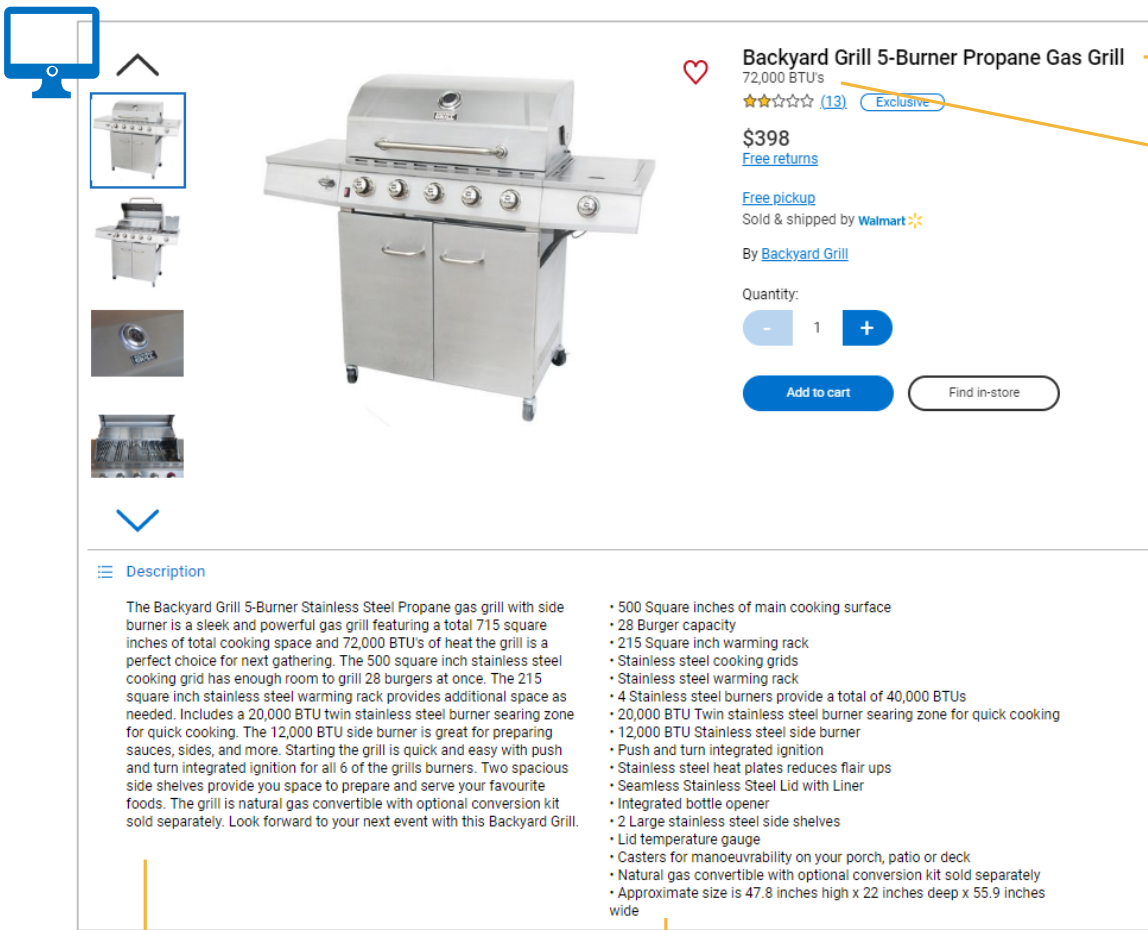 Backyard Grill 5-Burner Propane Gas Grill
72,000 BTU's
(13) Exclusive
$398
Free returns
Free pickup
Sold & shipped by Walmart
By Backyard Grill
Quantity:
- 1 +
Add to cart Find in-store
Description
The Backyard Grill 5-Burner Stainless Steel Propane gas grill with side
burner is a sleek and powerful gas grill featuring a total 715 square
inches of total cooking space and 72,000 BTU's of heat the grill is a
perfect choice for next gathering. The 500 square inch stainless steel
cooking grid has enough room to grill 28 burgers at once. The 215
square inch stainless steel warming rack provides additional space as
needed. Includes a 20,000 BTU twin stainless steel burner searing zone
for quick cooking. The 12,000 BTU side burner is great for preparing
sauces, sides, and more. Starting the grill is quick and easy with push
and turn integrated ignition for all 6 of the grills burners. Two spacious
side shelves provide you space to prepare and serve your favourite
foods. The grill is natural gas convertible with optional conversion kit
sold separately. Look forward to your next event with this Backyard Grill.
• 500 Square inches of main cooking surface
• 28 Burger capacity
• 215 Square inch warming rack
• Stainless steel cooking grids
• Stainless steel warming rack
• 4 Stainless steel burners provide a total of 40,000 BTUs
• 20,000 BTU Twin stainless steel burner searing zone for quick cooking
• 12,000 BTU Stainless steel side burner
• Push and turn integrated ignition
• Stainless steel heat plates reduces flair ups
• Seamless Stainless Steel Lid with Liner
• Integrated bottle opener
• 2 Large stainless steel side shelves
• Lid temperature gauge
• Casters for manoeuvrability on your porch, patio or deck
• Natural gas convertible with optional conversion kit sold separately
• Approximate size is 47.8 inches high x 22 inches deep x 55.9 inches
wide